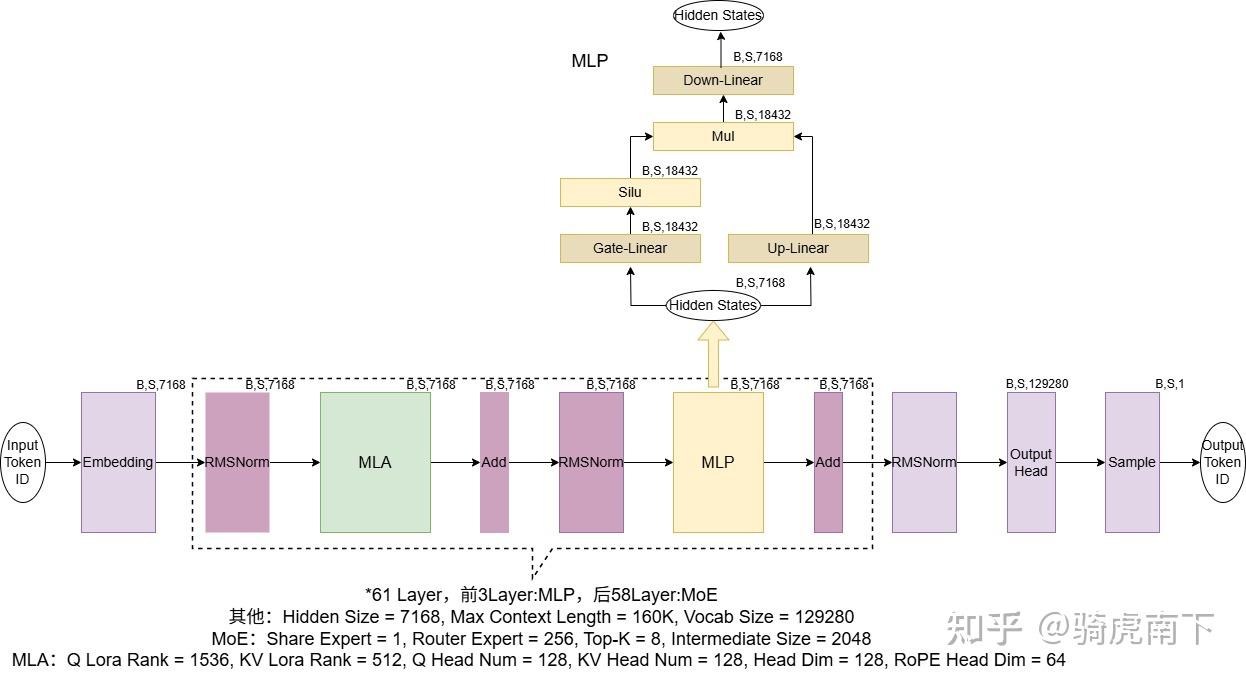 Hidden States
MLP
B,S,7168
Down-Linear
B,S,18432
Mul
B,S,18432
Silu
B,S,18432
B,S,18432
Gate-Linear
Up-Linear
B,S,7168
Hidden States
B,S,7168
B,S,7168
B,S,7168
B,S,7168
B,S,7168
B,S,7168
B,S,7168
B,S,129280
B,S,1
Input
Token
ID
Embedding
RMSNorm
MLA
Add
RMSNorm
MLP
Add
RMSNorm
Output
Head
Sample
Output
Token
ID
*61 Layer，前3Layer:MLP，后58Layer:MoE
其他：Hidden Size = 7168, Max Context Length = 160K, Vocab Size = 129280
MoE：Share Expert = 1, Router Expert = 256, Top-K = 8, Intermediate Size = 2048
MLA：Q Lora Rank = 1536, KV Lora Rank = 512, Q Head Num = 128, KV Head Num = 128, Head Dim = 128, RoPE Head Dim = 64
知乎 @骑虎南下